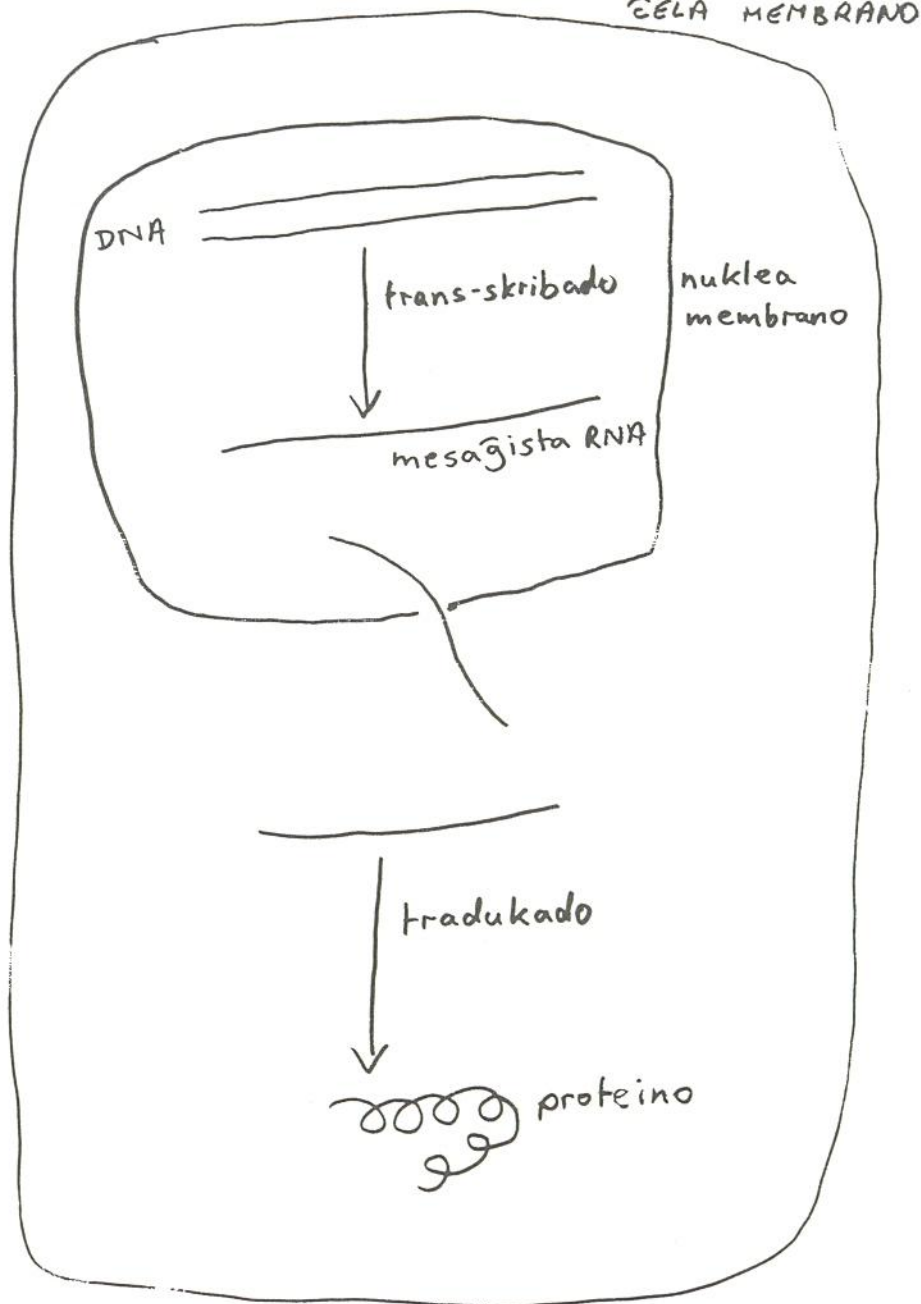 ĈELA MEMBRANO
DNA
trans-skribado
nuklea
membrano
mesaĝista RNA
tradukado
proteino